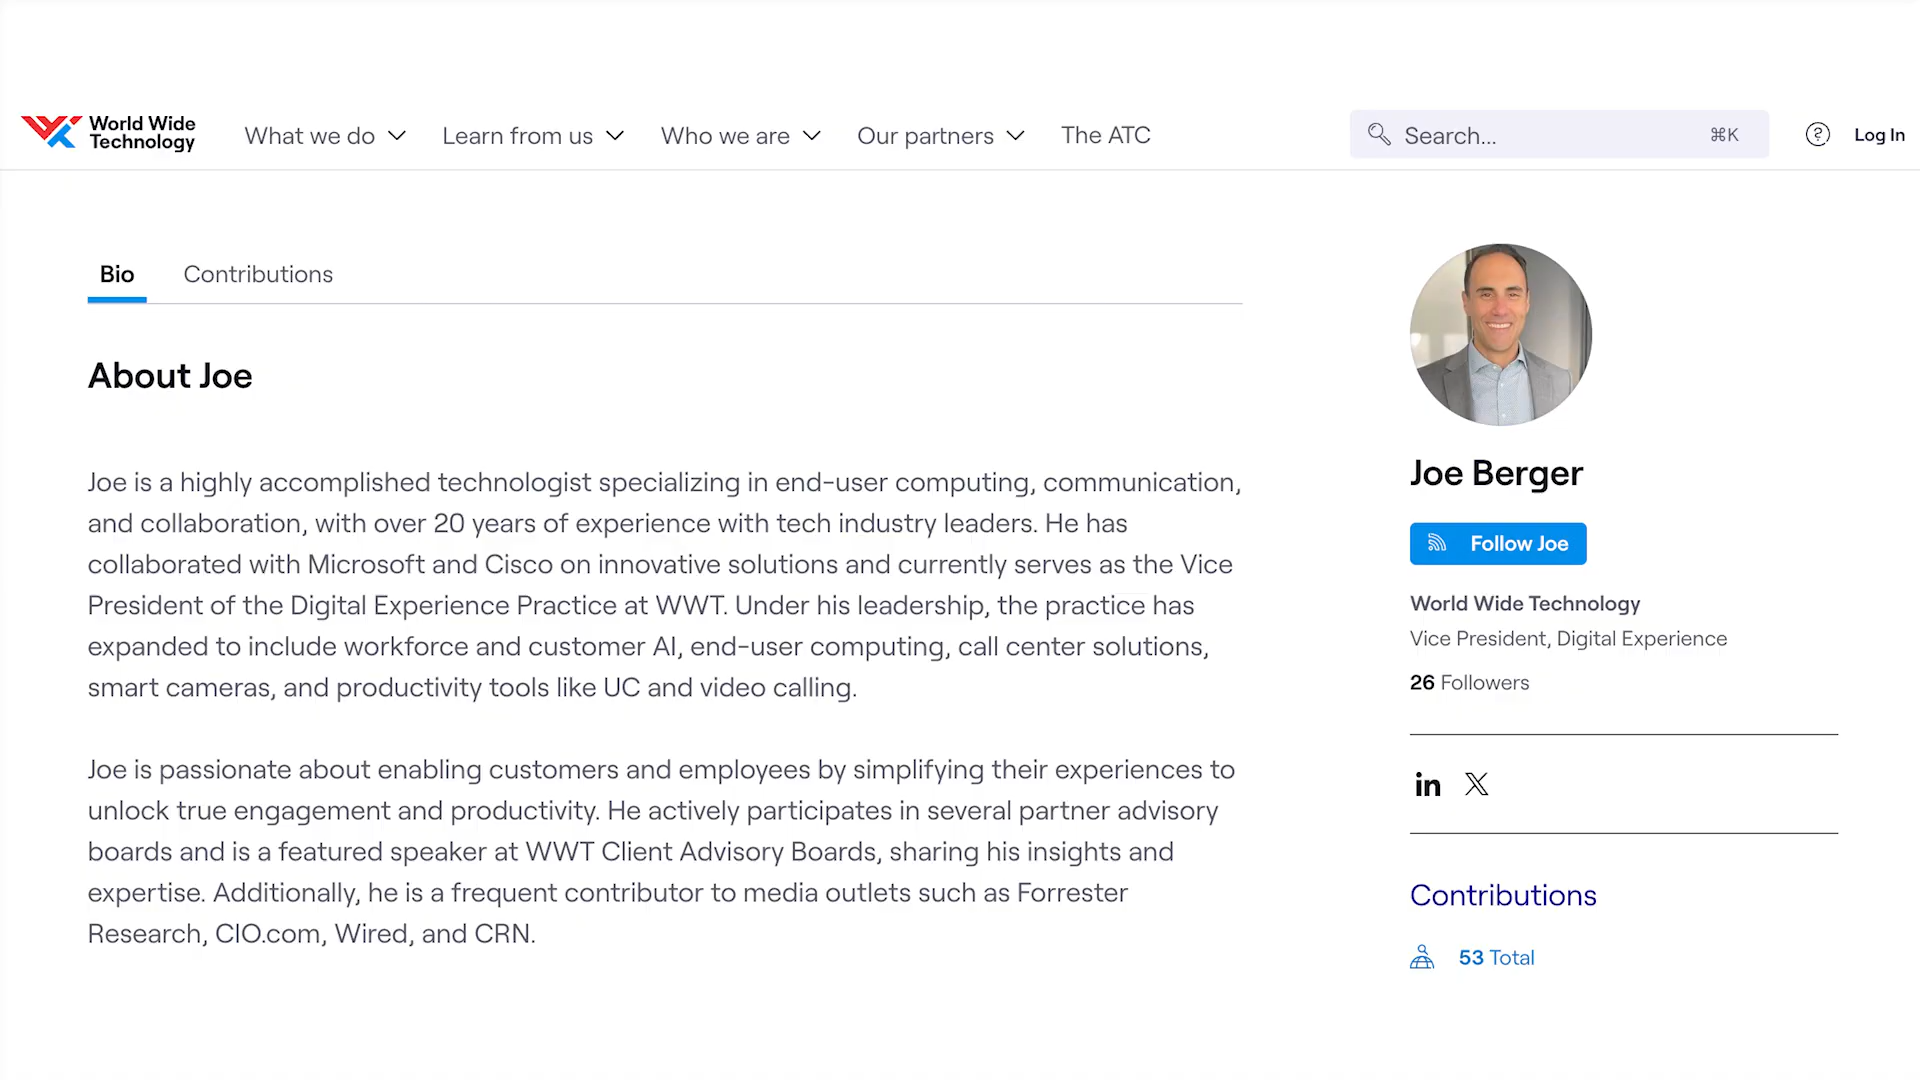 World Wide
Technology
What we do
Learn from us
Who we are
Our partners
The ATC
Search...
⌘K
Log In
Bio
Contributions
About Joe
Joe is a highly accomplished technologist specializing in end-user computing, communication,
and collaboration, with over 20 years of experience with tech industry leaders. He has
collaborated with Microsoft and Cisco on innovative solutions and currently serves as the Vice
President of the Digital Experience Practice at WWT. Under his leadership, the practice has
expanded to include workforce and customer AI, end-user computing, call center solutions,
smart cameras, and productivity tools like UC and video calling.
Joe is passionate about enabling customers and employees by simplifying their experiences to
unlock true engagement and productivity. He actively participates in several partner advisory
boards and is a featured speaker at WWT Client Advisory Boards, sharing his insights and
expertise. Additionally, he is a frequent contributor to media outlets such as Forrester
Research, CIO.com, Wired, and CRN.
Joe Berger
Follow Joe
World Wide Technology
Vice President, Digital Experience
26 Followers
in X
Contributions
53 Total